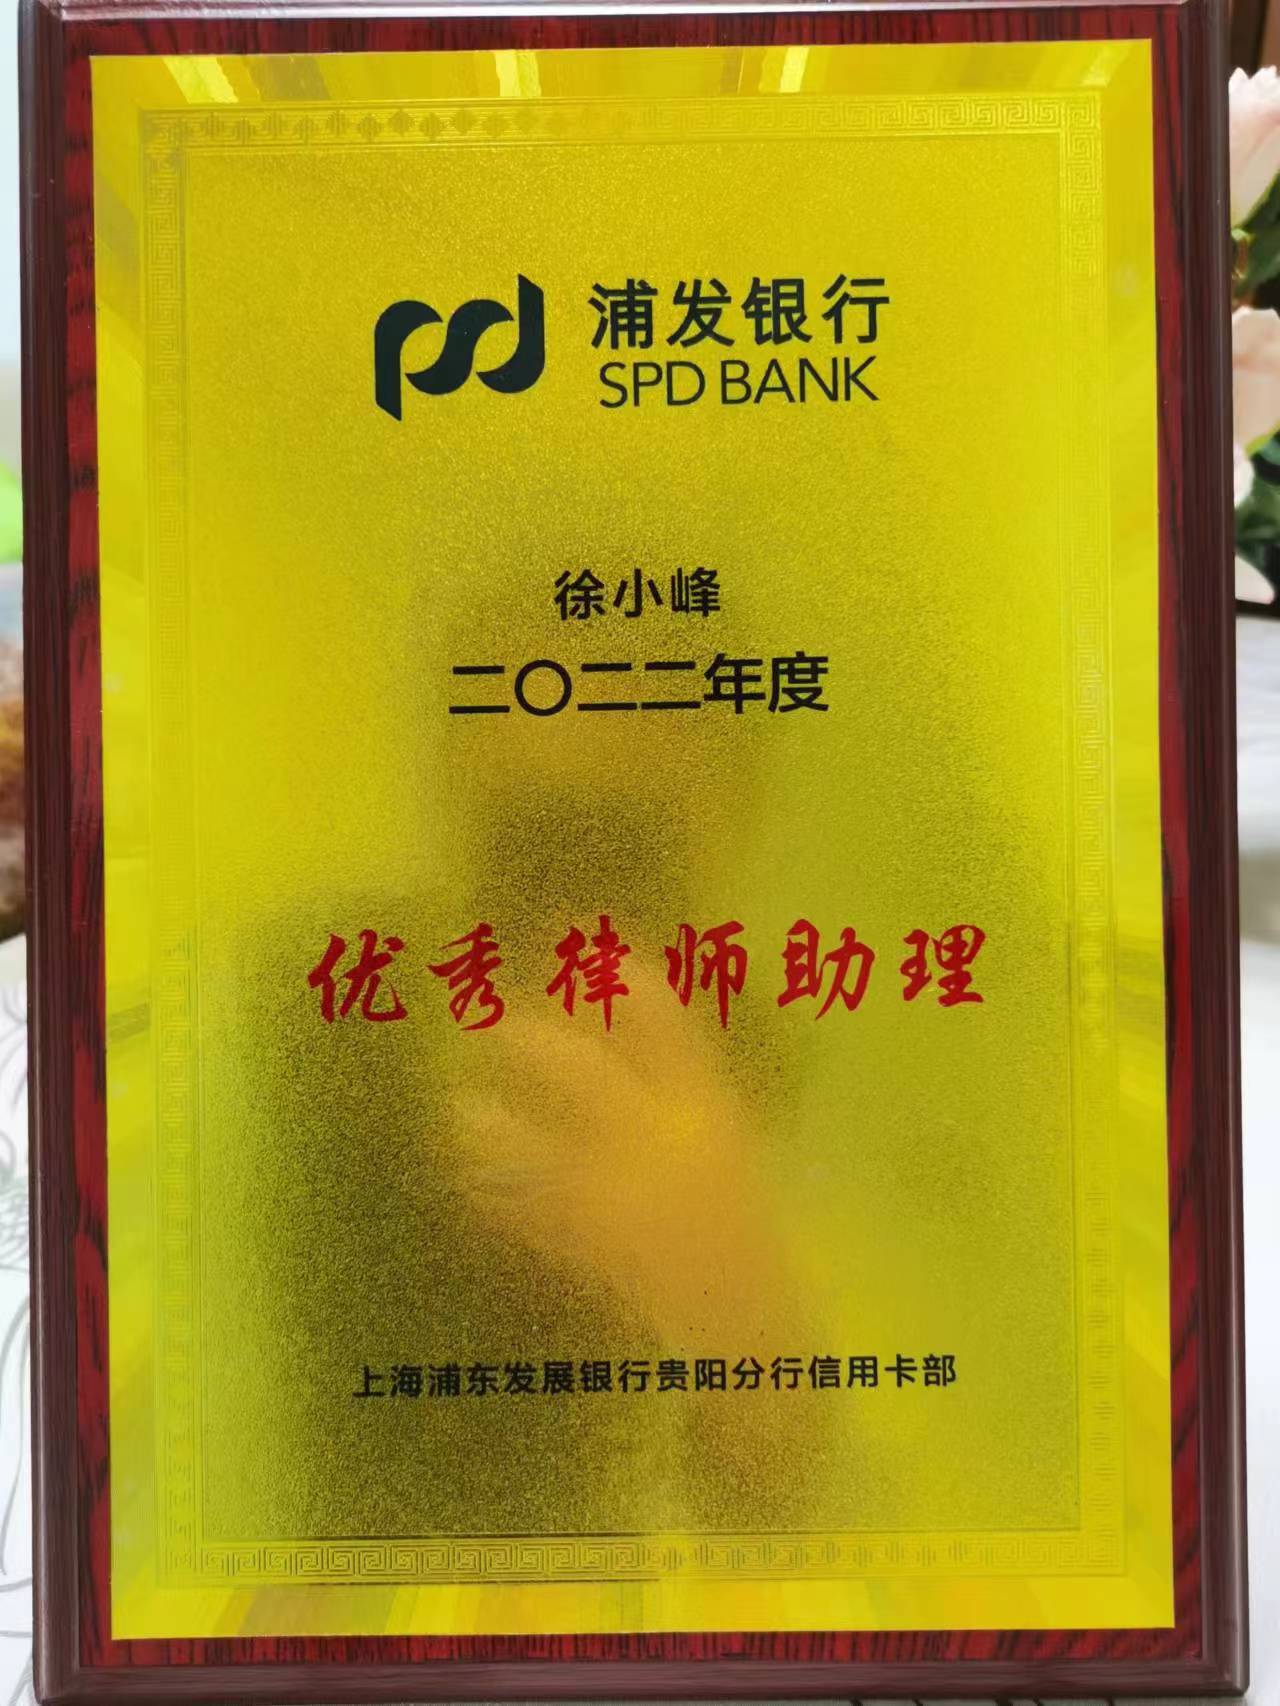 浦发银行
SPD BANK
徐小峰
二〇二二年度
优秀律师助理
上海浦东发展银行贵阳分行信用卡部